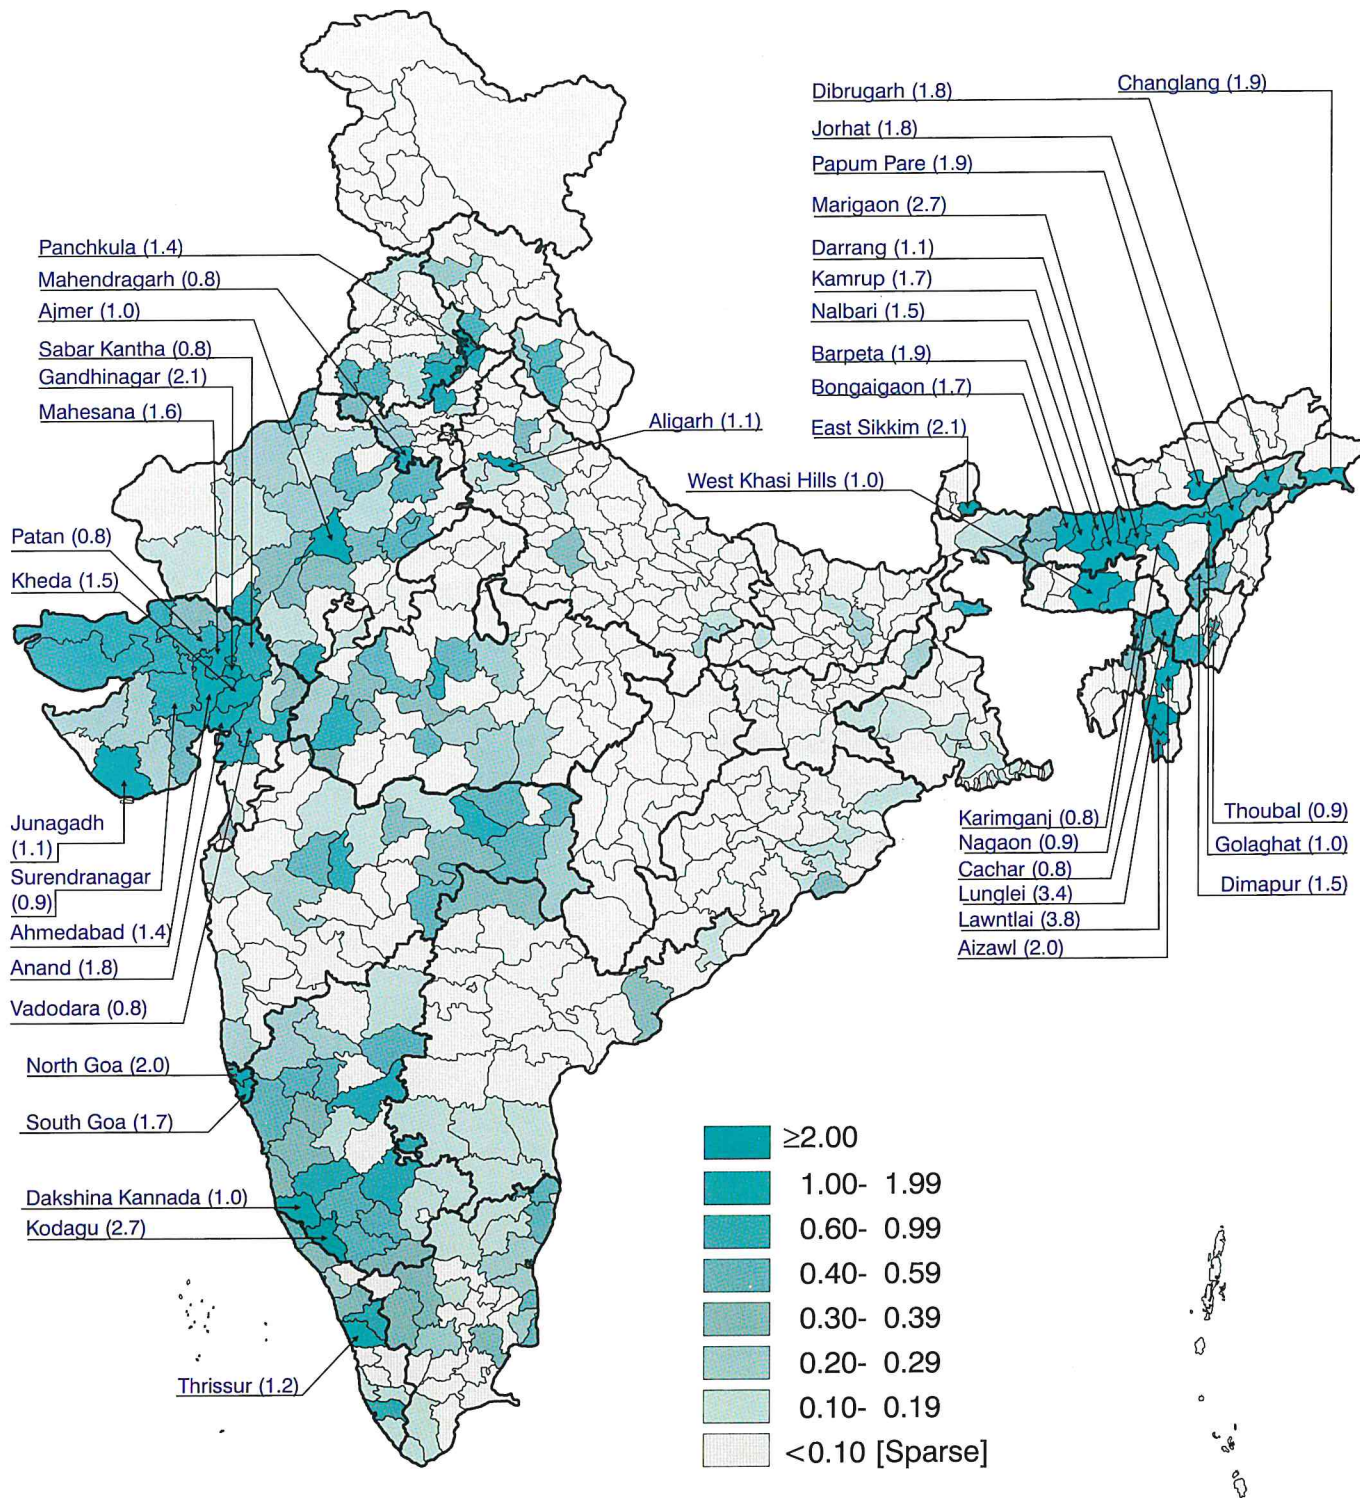 Dibrugarh (1.8)
Changlang (1.9)
Jorhat (1.8)
Papum Pare (1.9)
Marigaon (2.7)
Darrang (1.1)
Kamrup (1.7)
Nalbari (1.5)
Barpeta (1.9)
Bongaigaon (1.7)
East Sikkim (2.1)
West Khasi Hills (1.0)
Panchkula (1.4)
Mahendragarh (0.8)
Ajmer (1.0)
Sabar Kantha (0.8)
Gandhinagar (2.1)
Mahesana (1.6)
Aligarh (1.1)
Patan (0.8)
Kheda (1.5)
Junagadh
(1.1)
Surendranagar
(0.9)
Ahmedabad (1.4)
Anand (1.8)
Vadodara (0.8)
North Goa (2.0)
South Goa (1.7)
Dakshina Kannada (1.0)
Kodagu (2.7)
Thrissur (1.2)
Karimganj (0.8)
Nagaon (0.9)
Cachar (0.8)
Lunglei (3.4)
Lawntlai (3.8)
Aizawl (2.0)
Thoubal (0.9)
Golaghat (1.0)
Dimapur (1.5)
≥2.00
1.00- 1.99
0.60- 0.99
0.40- 0.59
0.30- 0.39
0.20- 0.29
0.10- 0.19
<0.10 [Sparse]